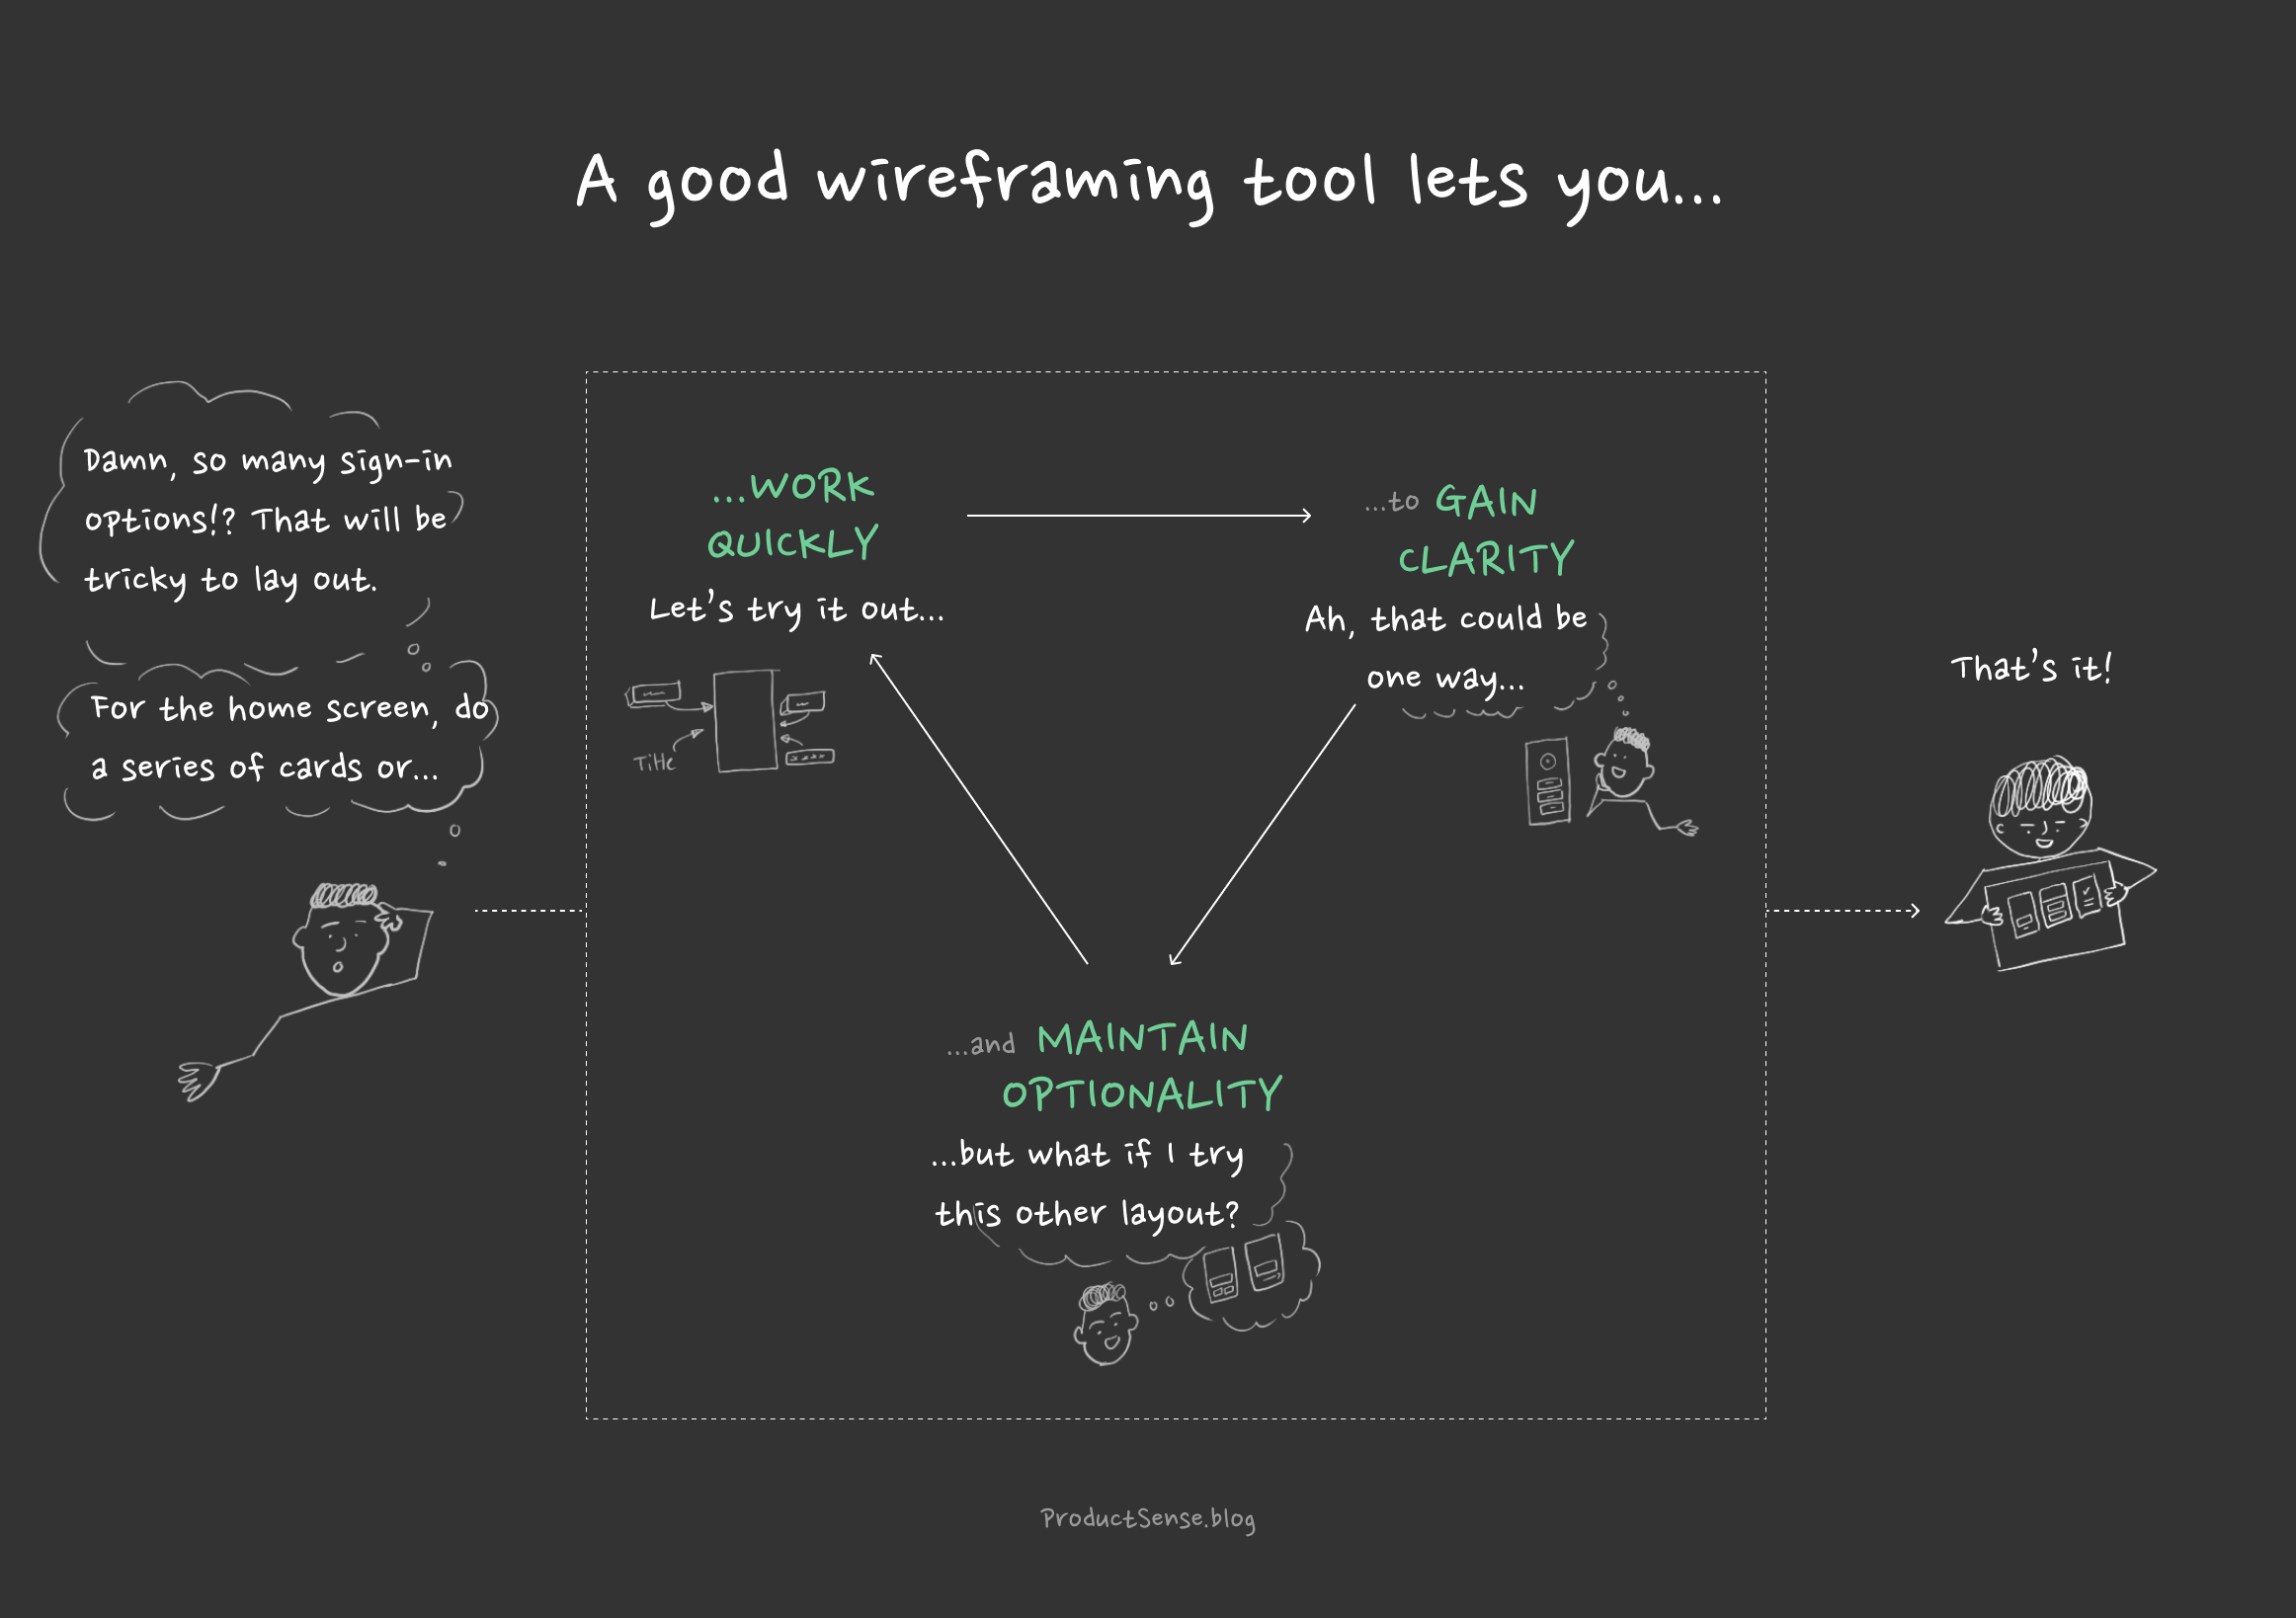 A good wireframing tool lets you...
Damn, so many sign-in
options!? That will be
tricky to lay out.
For the home screen, do
a series of cards or...
...WORK
QUICKLY
Let's try it out...
Title
...to GAIN
CLARITY
Ah, that could be
one way...
...and MAINTAIN
OPTIONALITY
...but what if I try
this other layout?
That's it!
ProductSense.blog